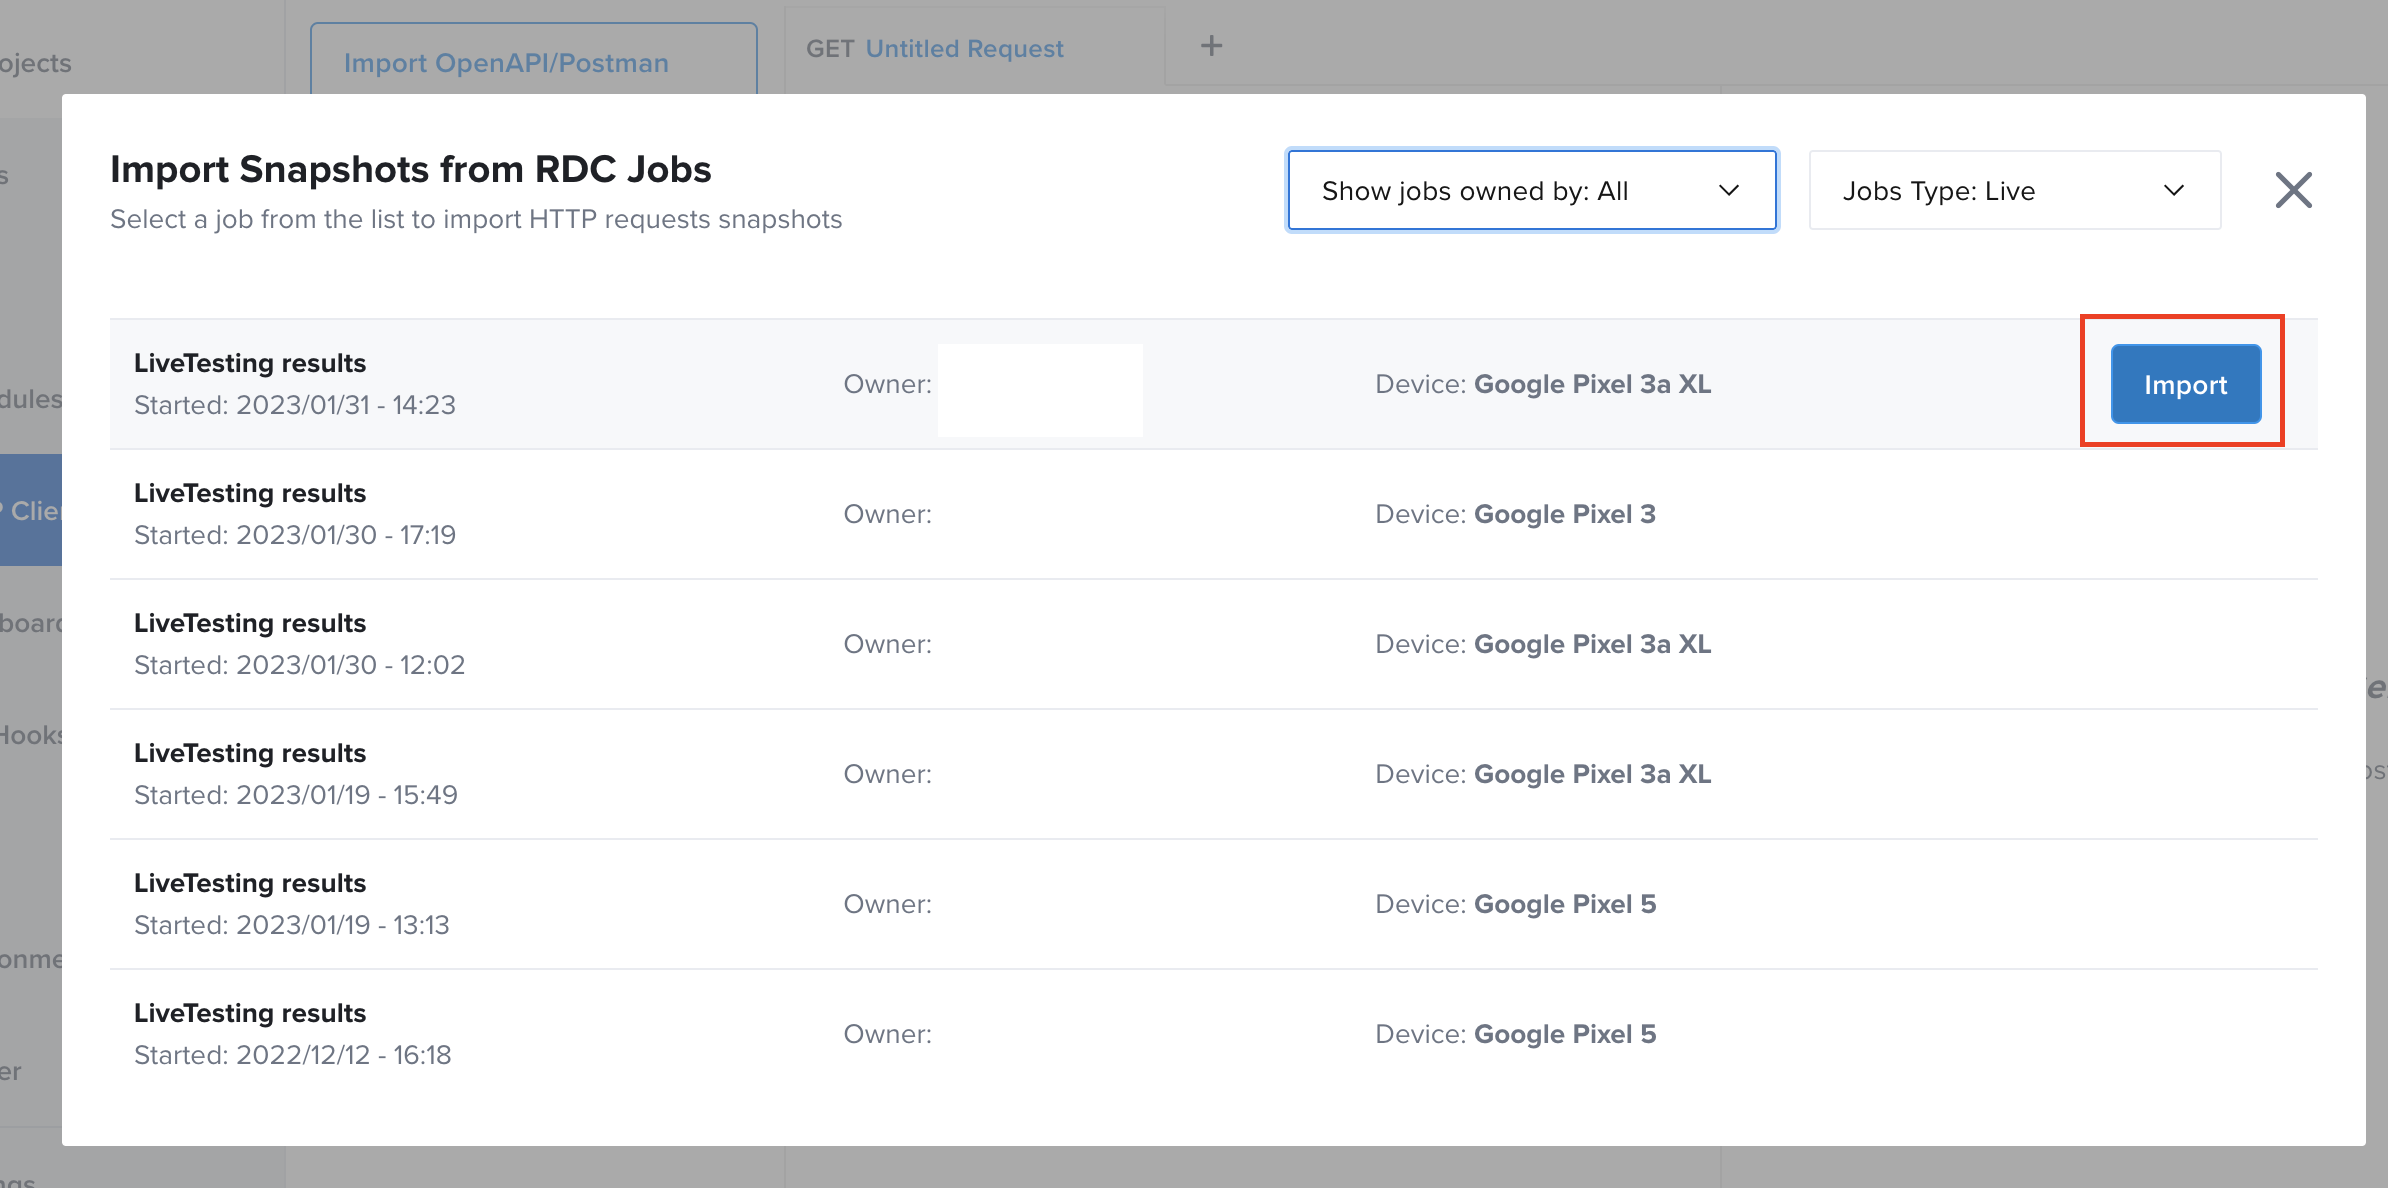 ojects
Import OpenAPI/Postman
GET Untitled Request
+
Import Snapshots from RDC Jobs
Select a job from the list to import HTTP requests snapshots
Show jobs owned by: All
Jobs Type: Live
LiveTesting results
Started: 2023/01/31 - 14:23
Owner:
Device: Google Pixel 3a XL
Import
LiveTesting results
Started: 2023/01/30 - 17:19
Owner:
Device: Google Pixel 3
LiveTesting results
Started: 2023/01/30 - 12:02
Owner:
Device: Google Pixel 3a XL
LiveTesting results
Started: 2023/01/19 - 15:49
Owner:
Device: Google Pixel 3a XL
LiveTesting results
Started: 2023/01/19 - 13:13
Owner:
Device: Google Pixel 5
LiveTesting results
Started: 2022/12/12 - 16:18
Owner:
Device: Google Pixel 5
s
dules
Clie
board
Hooks
onme
er